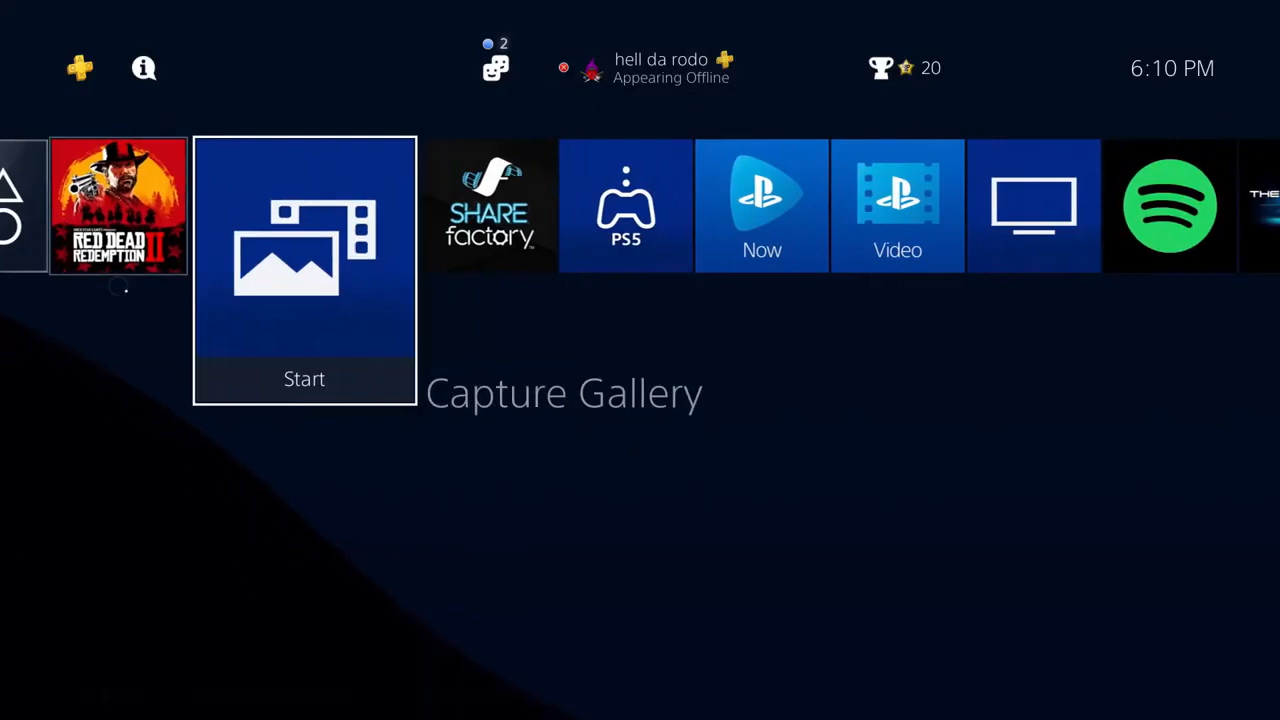 2
hell da rodo
Appearing Offline
20
6:10 PM
RED DEAD
REDEMPTION II
SHARE
factory
PS5
Now
Video
THE
Start
Capture Gallery